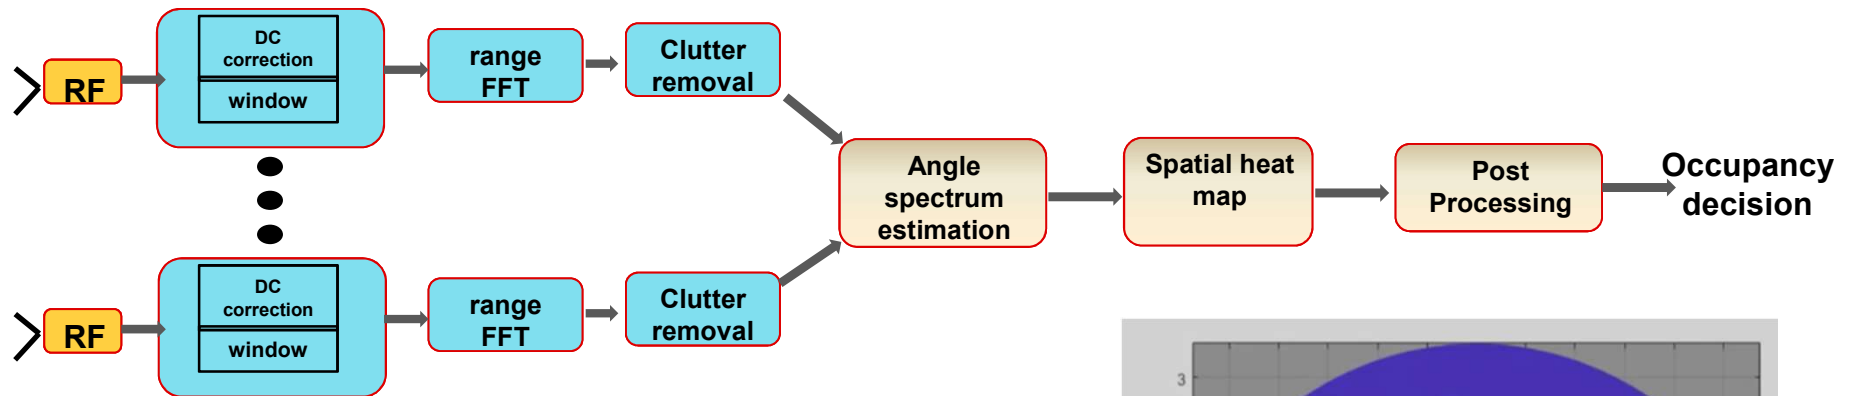 RF
DC
correction
window
range
FFT
Clutter
removal
Angle
spectrum
estimation
Spatial heat
map
Post
Processing
Occupancy
decision
RF
DC
correction
window
range
FFT
Clutter
removal
3